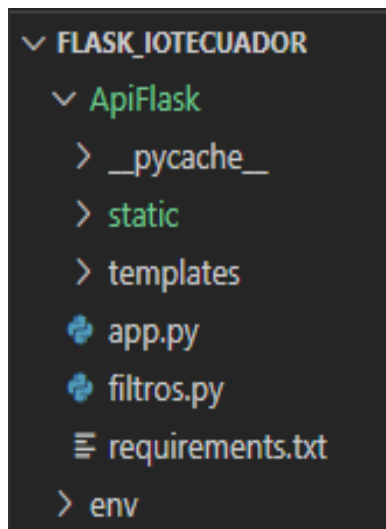 FLASK_IOTECUADOR
ApiFlask
__pycache__
static
templates
app.py
filtros.py
requirements.txt
env